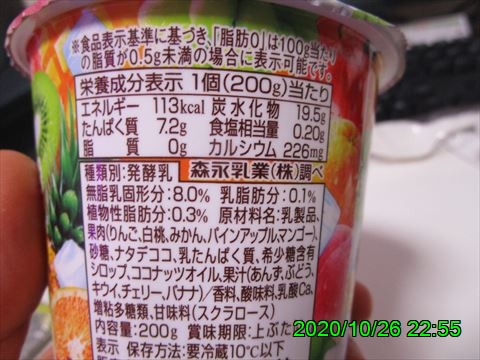 ※食品表示基準に基づき、「脂肪0」は100g当たり
の脂質が0.5g未満の場合に表示可能です。
栄養成分表示 1個(200g)当たり
エネルギー 113kcal 炭水化物 19.5g
たんぱく質 7.2g 食塩相当量 0.20g
脂質 0g カルシウム 226mg
種類別:発酵乳 森永乳業(株)調べ
無脂乳固形分:8.0% 乳脂肪分:0.1%
植物性脂肪分:0.3% 原材料名:乳製品、
果肉(りんご、白桃、みかん、パインアップル、マンゴー)、
砂糖、ナタデココ、乳たんぱく質、希少糖含有
シロップ、ココナッツオイル、果汁(あんず、ぶどう、
キウイ、チェリー、バナナ)/香料、酸味料、乳酸Ca、
増粘多糖類、甘味料(スクラロース)
内容量:200g 賞味期限:上ぶた
表示 保存方法:要冷蔵10℃以下
2020/10/26 22:55